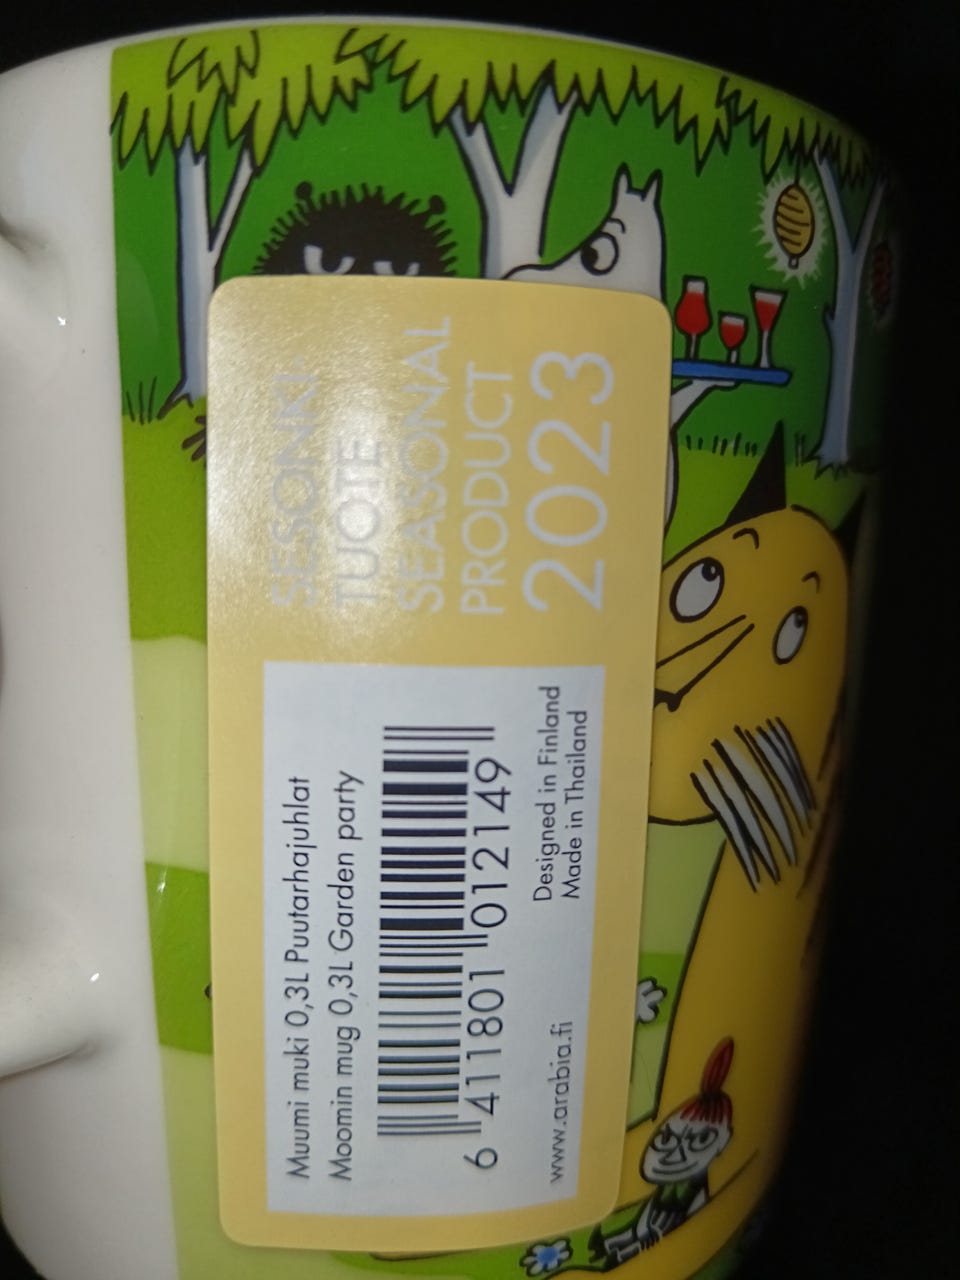 SESONKI-
TUOTE
SEASONAL
PRODUCT
2023
Muumi muki 0,3L Puutarhajuhlat
Moomin mug 0,3L Garden party
6 411801 012149
www.arabia.fi
Designed in Finland
Made in Thailand